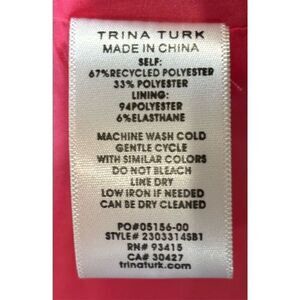 TRINA TURK
MADE IN CHINA
SELF:
67%RECYCLED POLYESTER
33% POLYESTER
LINING:
94POLYESTER
6%ELASTHANE
MACHINE WASH COLD
GENTLE CYCLE
WITH SIMILAR COLORS
DO NOT BLEACH
LINE DRY
LOW IRON IF NEEDED
CAN BE DRY CLEANED
PO#05156-00
STYLE# 2303314SB1
RN# 93415
CA# 30427
trinaturk.com